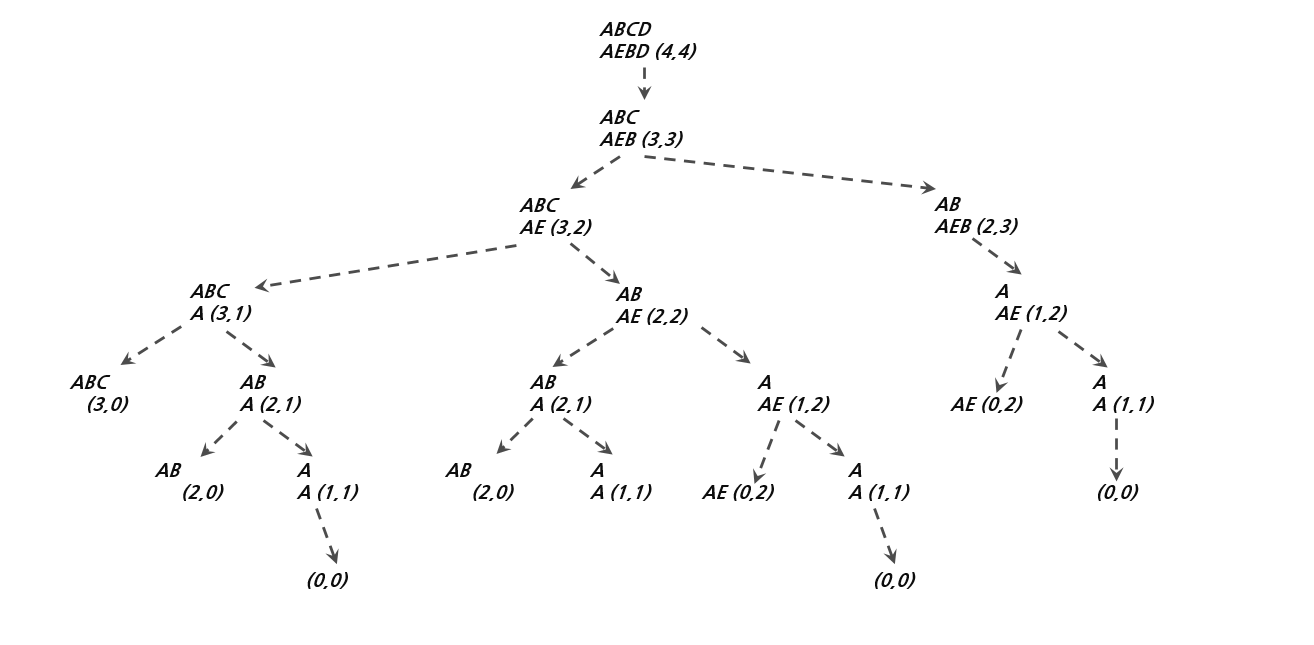 ABCD
AEBD (4,4)
ABC
AEB (3,3)
ABC
AE (3,2)
AB
AEB (2,3)
ABC
A (3,1)
AB
AE (2,2)
A
AE (1,2)
ABC
(3,0)
AB
A (2,1)
AB
A (2,1)
A
AE (1,2)
AE (0,2)
A
A (1,1)
AB
(2,0)
A
A (1,1)
AB
(2,0)
A
A (1,1)
AE (0,2)
A
A (1,1)
(0,0)
(0,0)
(0,0)